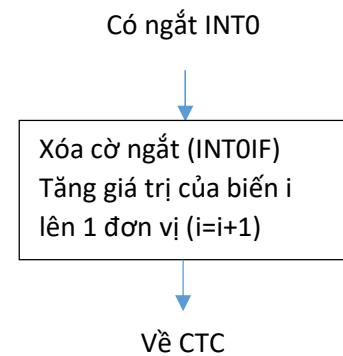 Có ngắt INT0
Xóa cờ ngắt (INT0IF)
Tăng giá trị của biến i
lên 1 đơn vị (i=i+1)
Về CTC